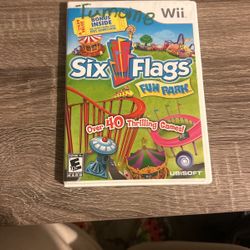 Wii
BONUS
INSIDE
Six Flags
FUN PARK
Over 40 Thrilling Games!
E
UBISOFT